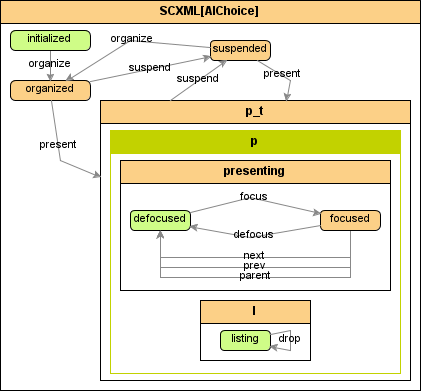 SCXML[AIChoice]
initialized
organize
suspended
organize
organized
suspend
suspend
present
p_t
present
p
presenting
focus
defocused
focused
defocus
next
prev
parent
l
listing
drop